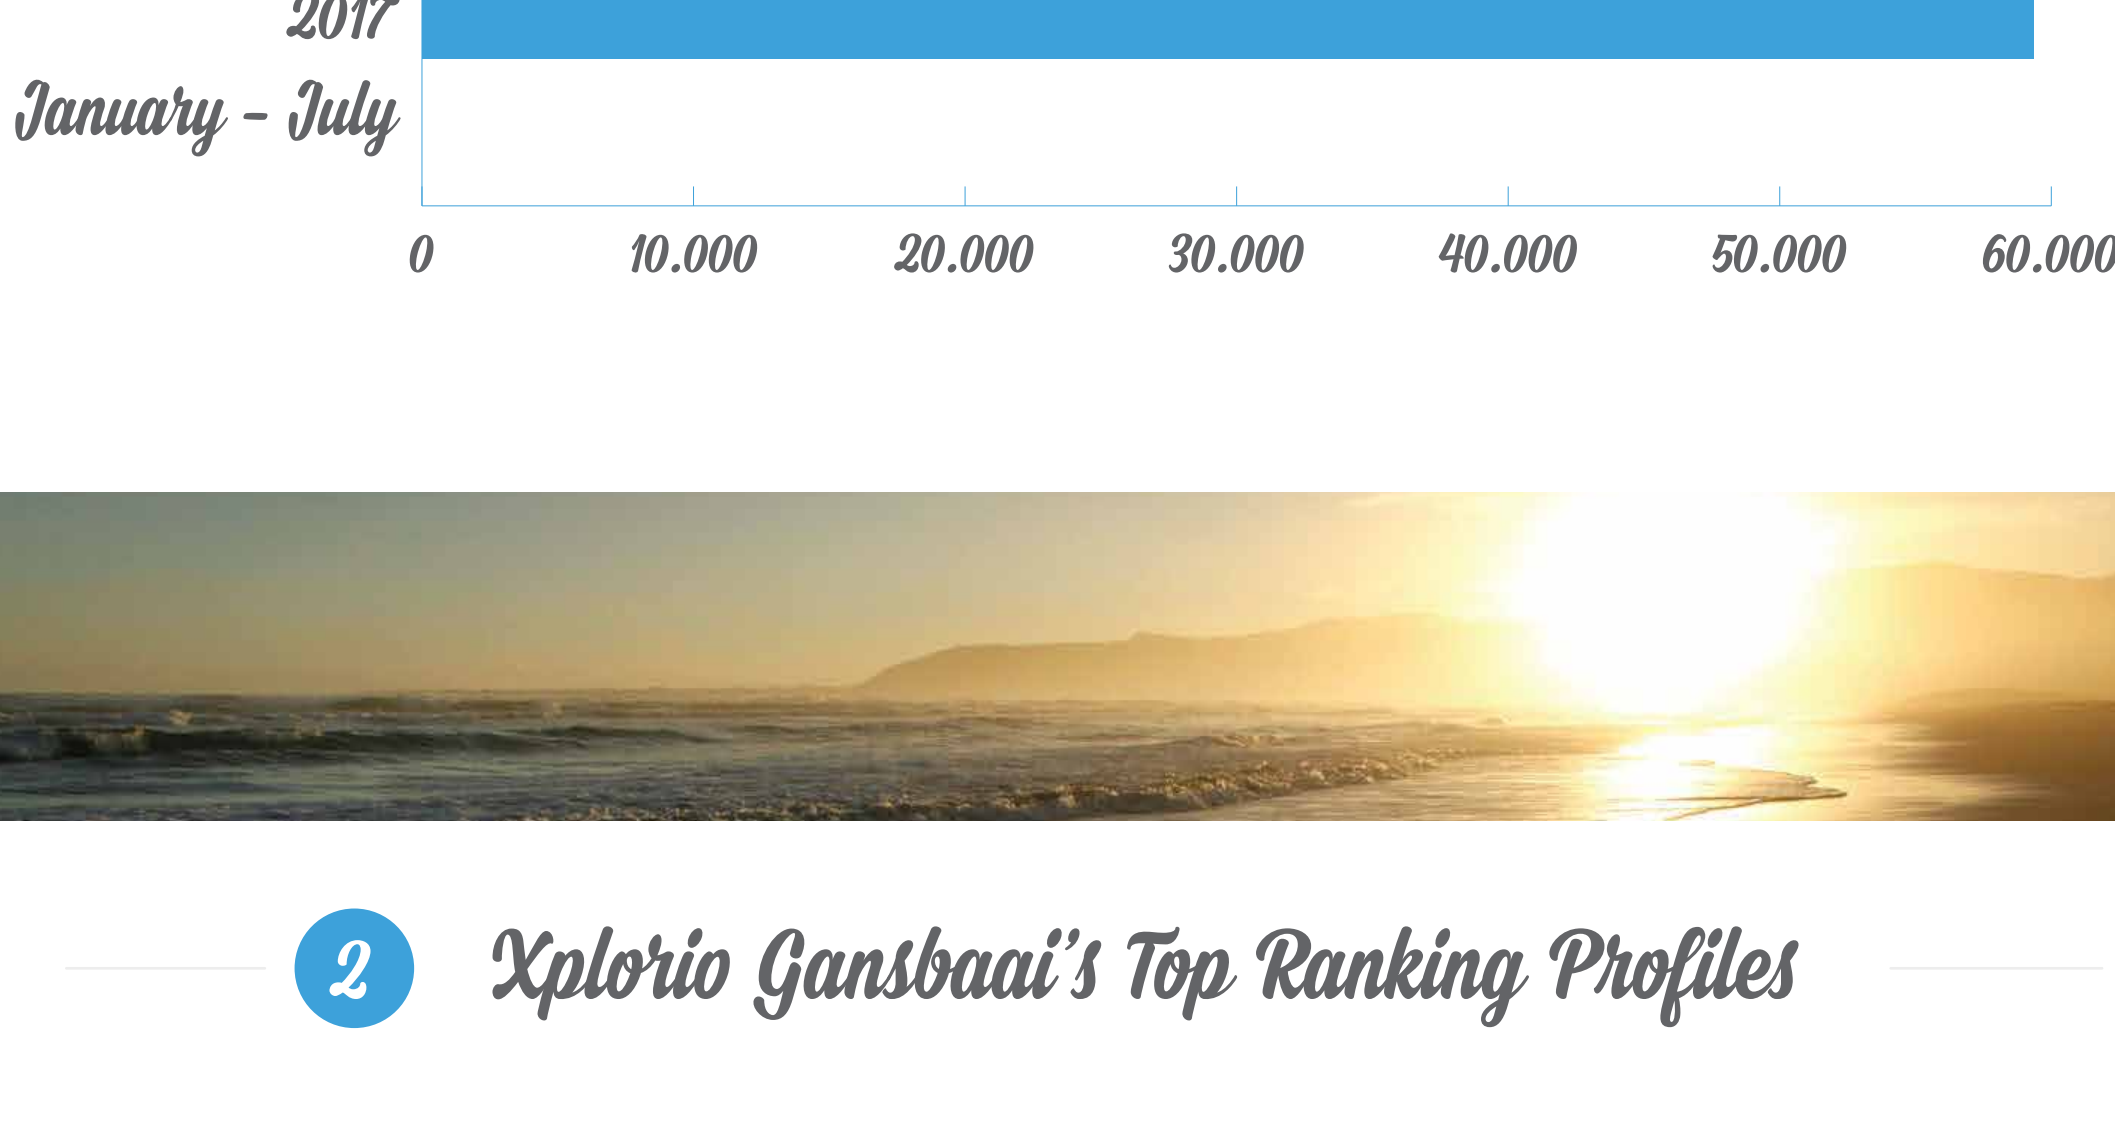 2017
January - July
0 10.000 20.000 30.000 40.000 50.000 60.000
2 Xplorio Gansbaai's Top Ranking Profiles